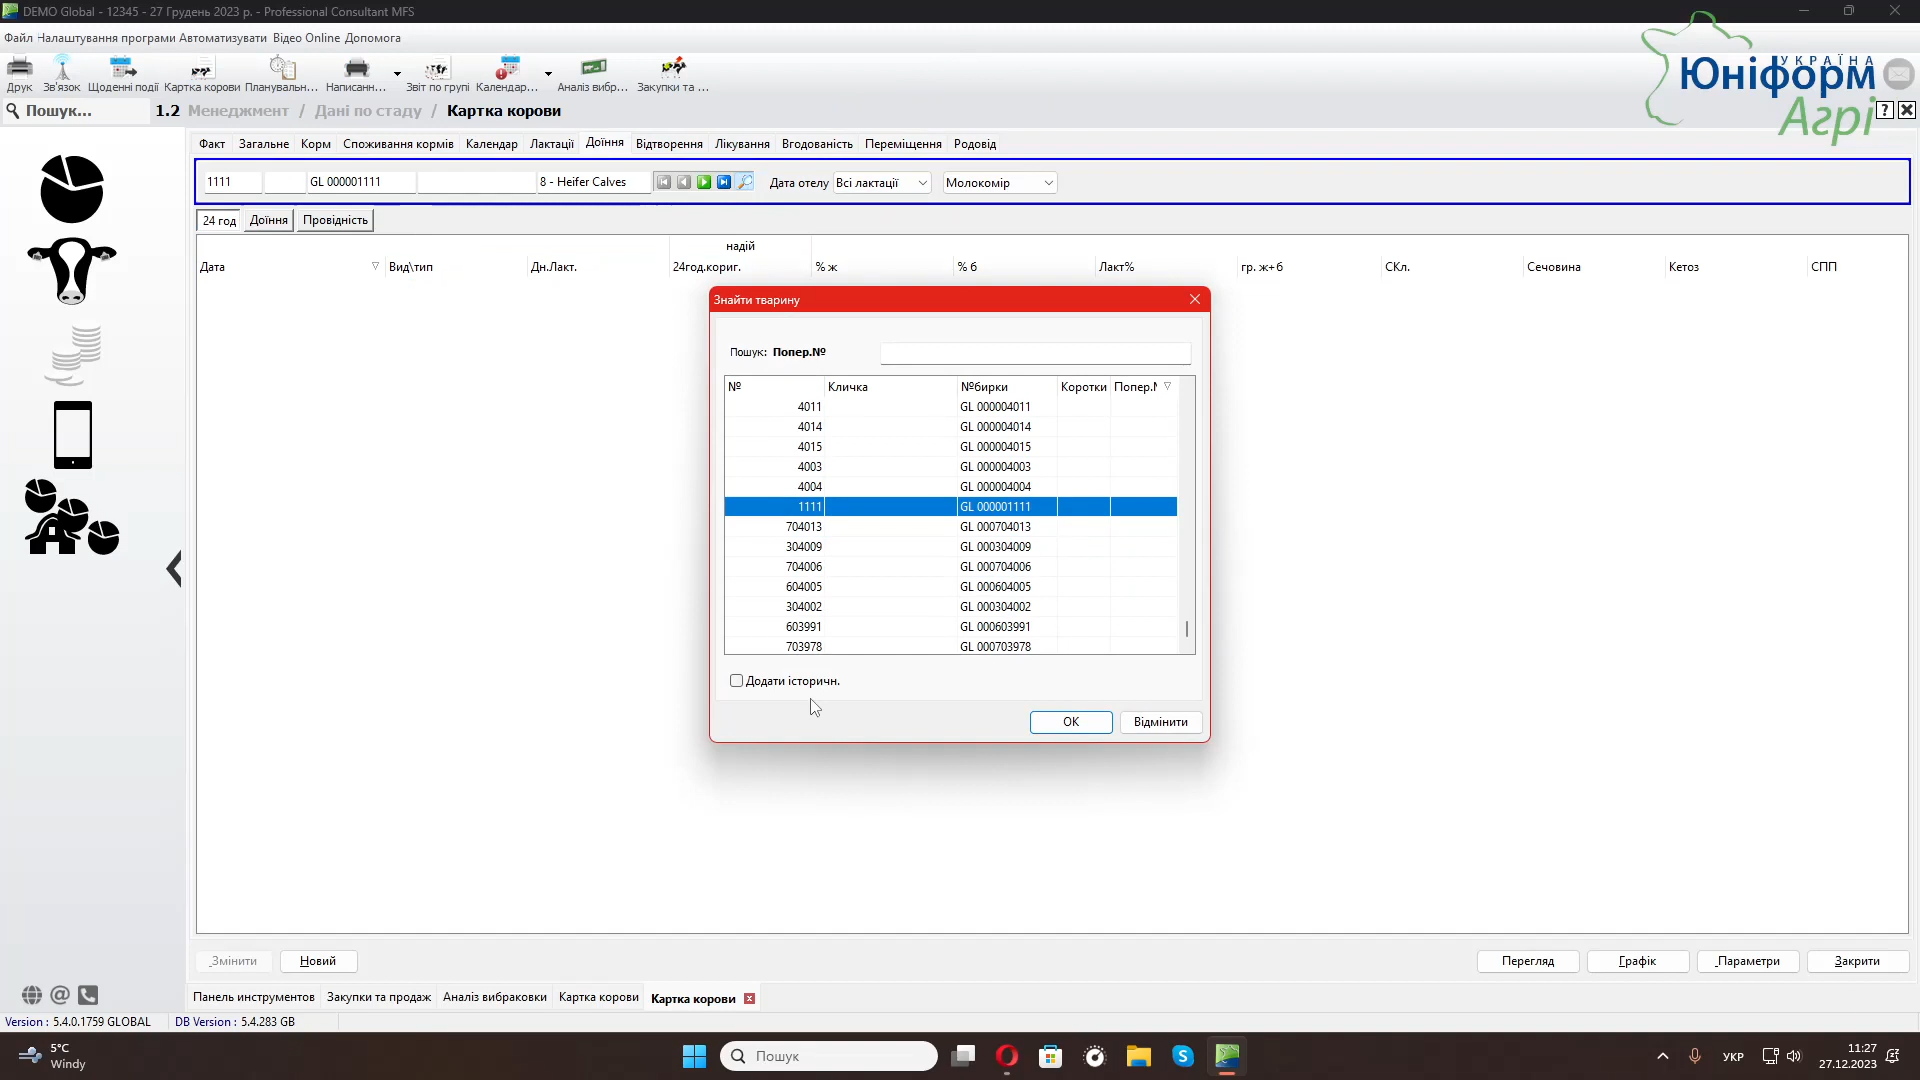 DEMO Global - 12345 - 27 Грудень 2023 р. - Professional Consultant MFS
Файл Налаштування програми Автоматизувати Відео Online Допомога
Друк Зв'язок Щоденні події Картка корови Планувальн... Написанн... Звіт по групі Календар... Аналіз вибр... Закупки та ...
УКРАЇНА
Юніформ
Агрі
Пошук... 1.2 Менеджмент / Дані по стаду / Картка корови
Факт Загальне Корм Споживання кормів Календар Лактації Доїння Відтворення Лікування Вгодованість Переміщення Родовід
1111 GL 000001111 8 - Heifer Calves Дата отелу Всі лактації Молокомір
24 год Доїння Провідність
надій
Дата Вид\тип Дн.Лакт. 24год.кориг. % ж % б Лакт% гр. ж+б СКл. Сечовина Кетоз СПП
Знайти тварину
Пошук: Попер.№
№ Кличка №бирки Коротки Попер.№
4011 GL 000004011
4014 GL 000004014
4015 GL 000004015
4003 GL 000004003
4004 GL 000004004
1111 GL 000001111
704013 GL 000704013
304009 GL 000304009
704006 GL 000704006
604005 GL 000604005
304002 GL 000304002
603991 GL 000603991
703978 GL 000703978
Додати історичн.
OK Відмінити
Змінити Новий Перегляд Графік Параметри Закрити
Панель инструментов Закупки та продаж Аналіз вибраковки Картка корови Картка корови
Version : 5.4.0.1759 GLOBAL DB Version : 5.4.283 GB
5°C
Windy
Пошук
УКР
11:27
27.12.2023